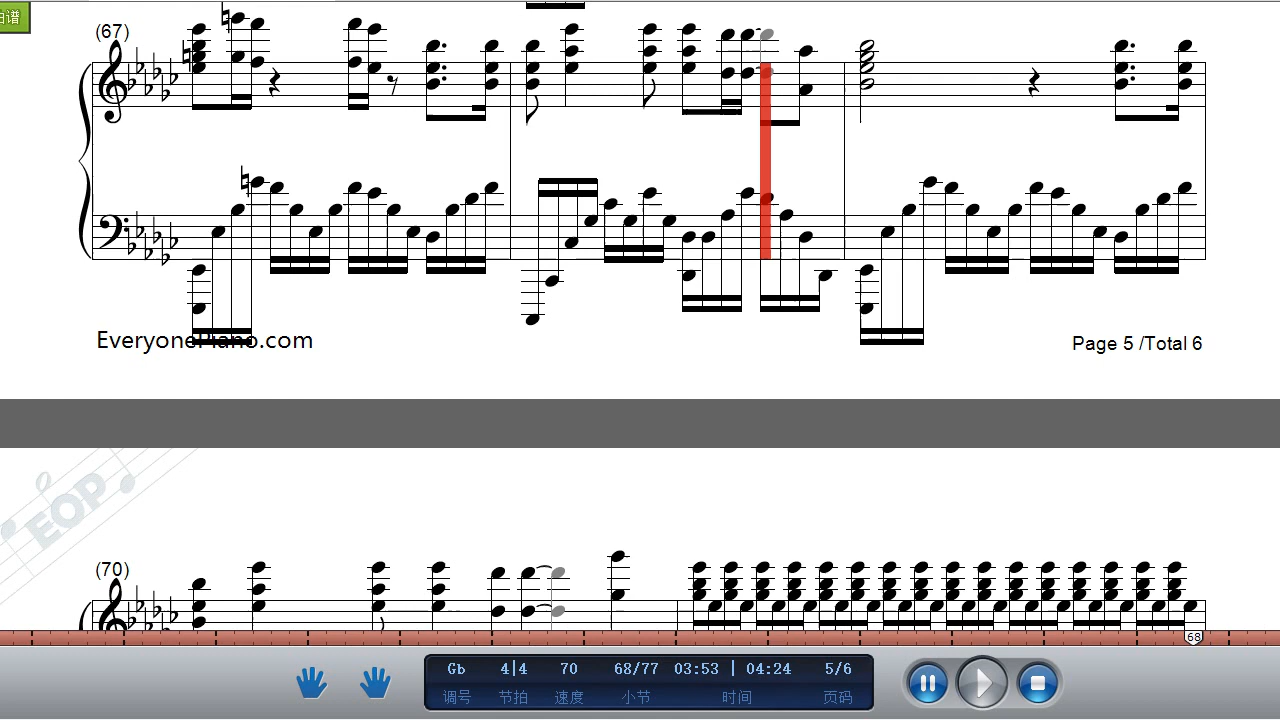 拍谱
(67)
EveryonePiano.com
Page 5 /Total 6
EOP
(70)
68
Gb 4|4 70 68/77 03:53 | 04:24 5/6
调号 节拍 速度 小节 时间 页码